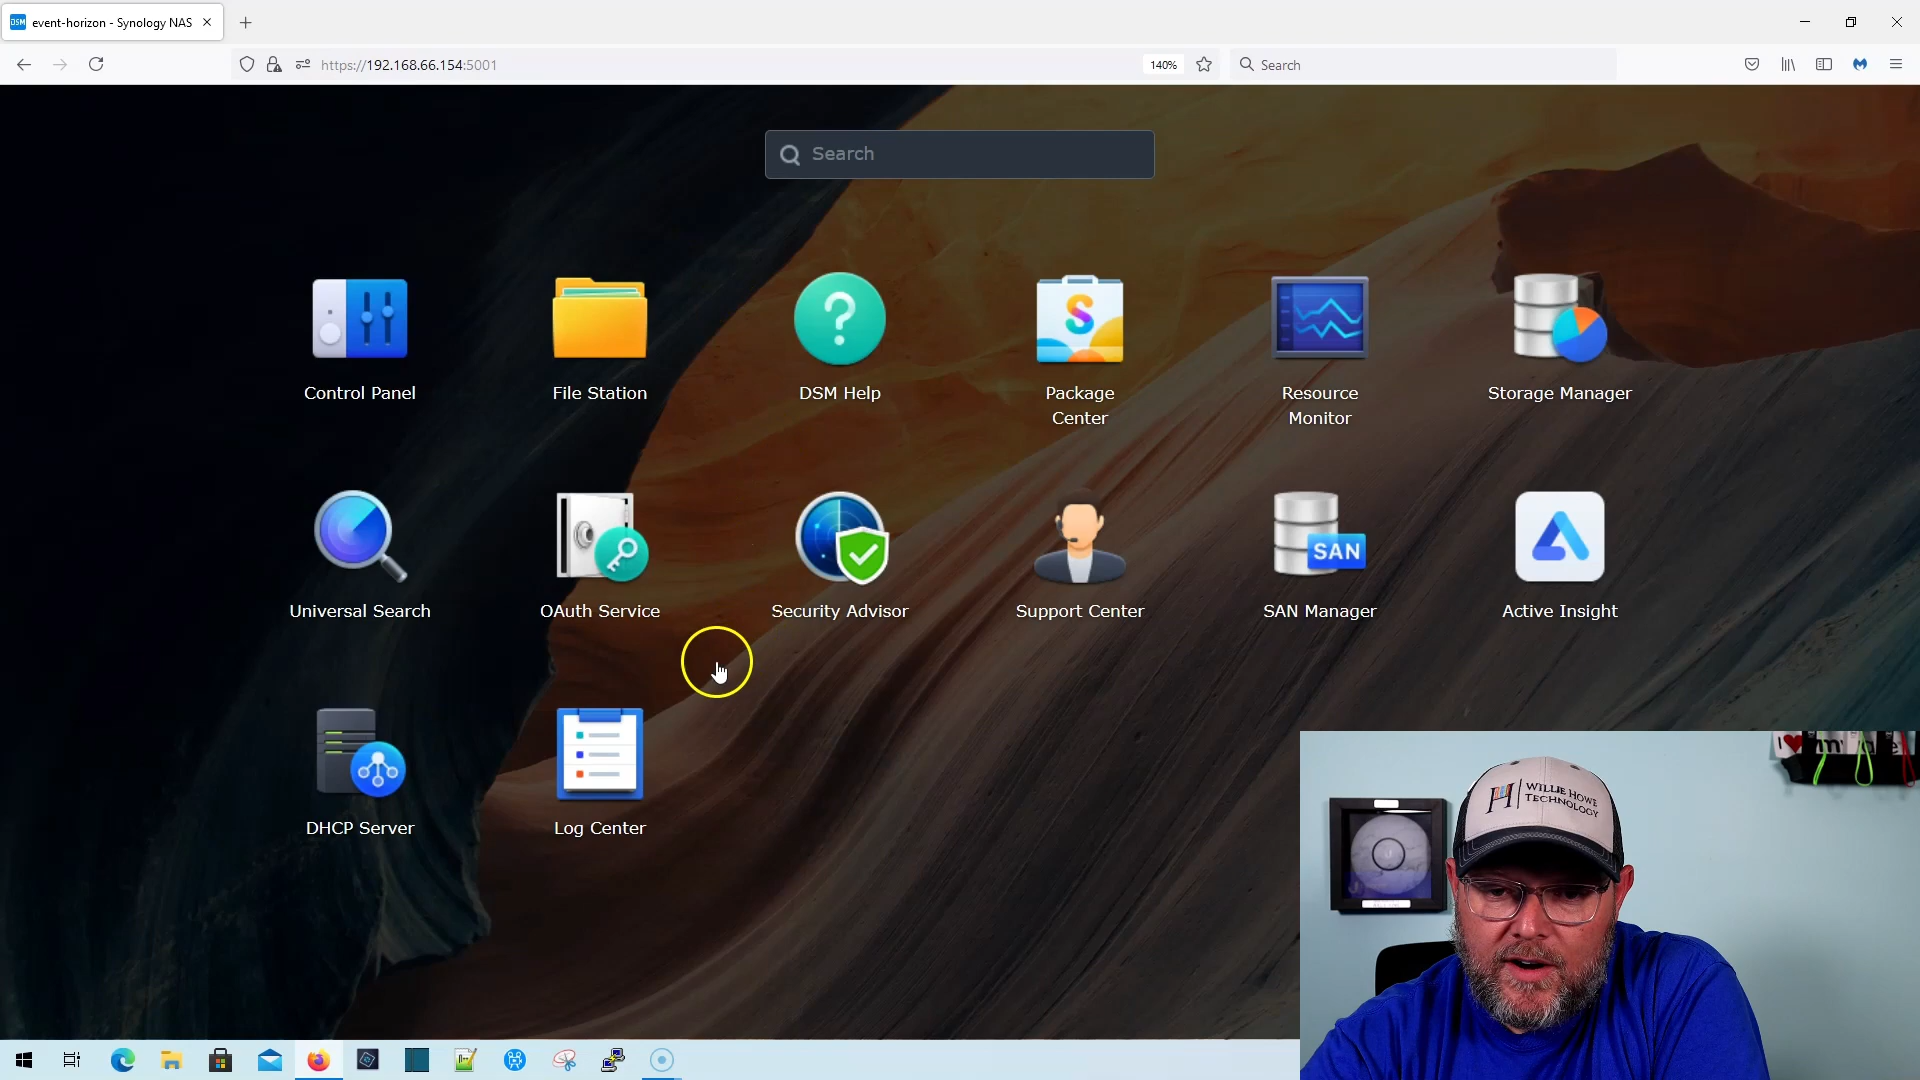 event-horizon - Synology NAS
https://192.168.66.154:5001
140%
Search
Search
Control Panel
File Station
DSM Help
Package
Center
Resource
Monitor
Storage Manager
Universal Search
OAuth Service
Security Advisor
Support Center
SAN
SAN Manager
Active Insight
DHCP Server
Log Center
WILLIE HOWE
TECHNOLOGY